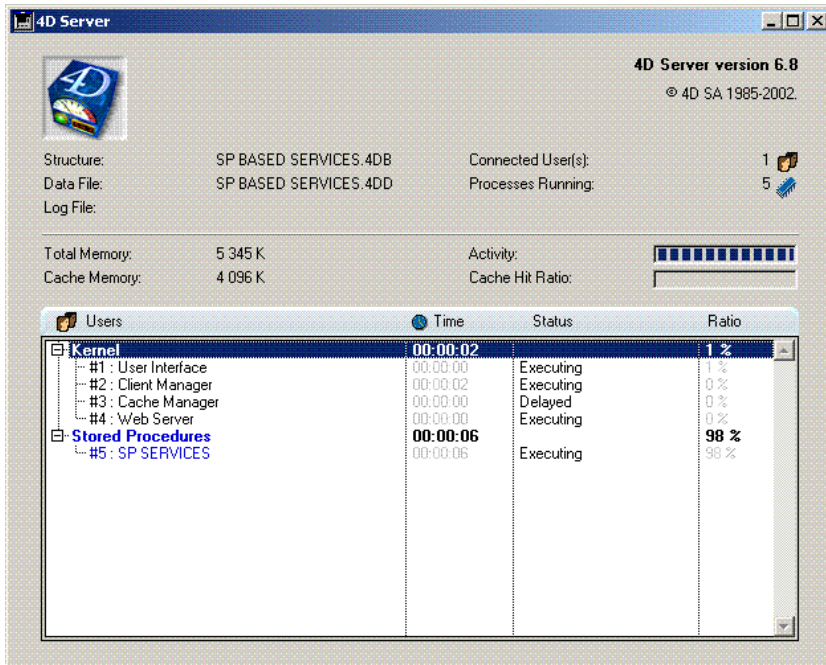 4D Server
4D Server version 6.8
© 4D SA 1985-2002.
Structure: SP BASED SERVICES.4DB Connected User(s): 1
Data File: SP BASED SERVICES.4DD Processes Running: 5
Log File:
Total Memory: 5 345 K Activity:
Cache Memory: 4 096 K Cache Hit Ratio:
Users Time Status Ratio
Kernel 00:00:02 1 %
#1 : User Interface 00:00:00 Executing 1 %
#2 : Client Manager 00:00:02 Executing 0 %
#3 : Cache Manager 00:00:00 Delayed 0 %
#4 : Web Server 00:00:00 Executing 0 %
Stored Procedures 00:00:06 98 %
#5 : SP SERVICES 00:00:06 Executing 98 %